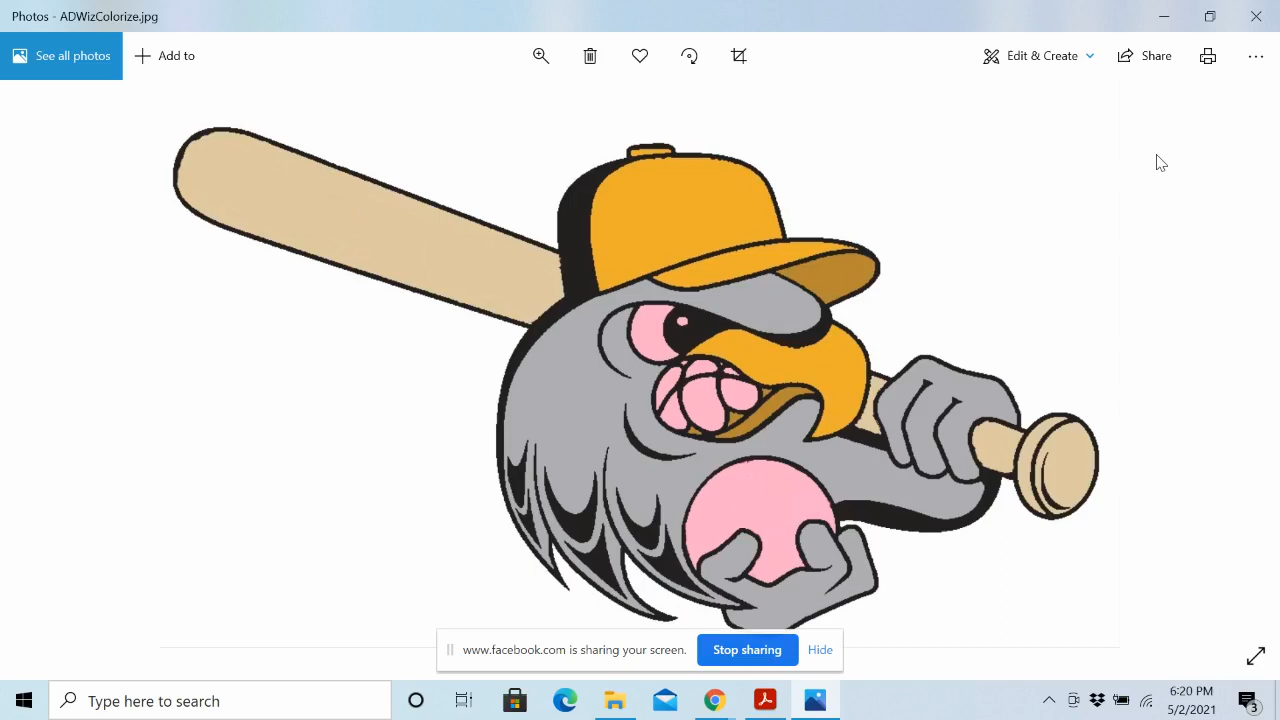 Photos - ADWizColorize.jpg
See all photos
Add to
Edit & Create
Share
www.facebook.com is sharing your screen.
Stop sharing
Hide
Type here to search
6:20 PM
5/2/2021
3